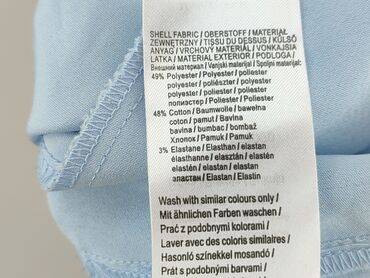 SHELL FABRIC / OBERSTOFF / MATERIAŁ
ZEWNĘTRZNY / TISSU DU DESSUS / KÜLSŐ
ANYAG / VRCHOVÝ MATERIÁL / VONKAJŠIA
LATKA / MATERIAL EXTERIOR / PODLOGA /
Внешний материал / Vanjski materijal / Spoljni materijal:
49% Polyester / Polyester / poliester
polyester / poliészter / polyester
polyester / poliester / poliester
полиэстер / Poliester / Poliester
48% Cotton / Baumwolle / bawełna
coton / pamut / Bavlna
bavlna / bumbac / bombaž
Хлопок / Pamuk / Pamuk
3% Elastane / Elasthan / elastan
élasthanne / elasztán / elastén
elastan / elastan / elastan
эластан / Elastan / Elastin
Wash with similar colours only /
Mit ähnlichen Farben waschen /
Prać z podobnymi kolorami /
Laver avec des coloris similaires /
Hasonló színekkel mosandó /
Prát s podobnými barvami /